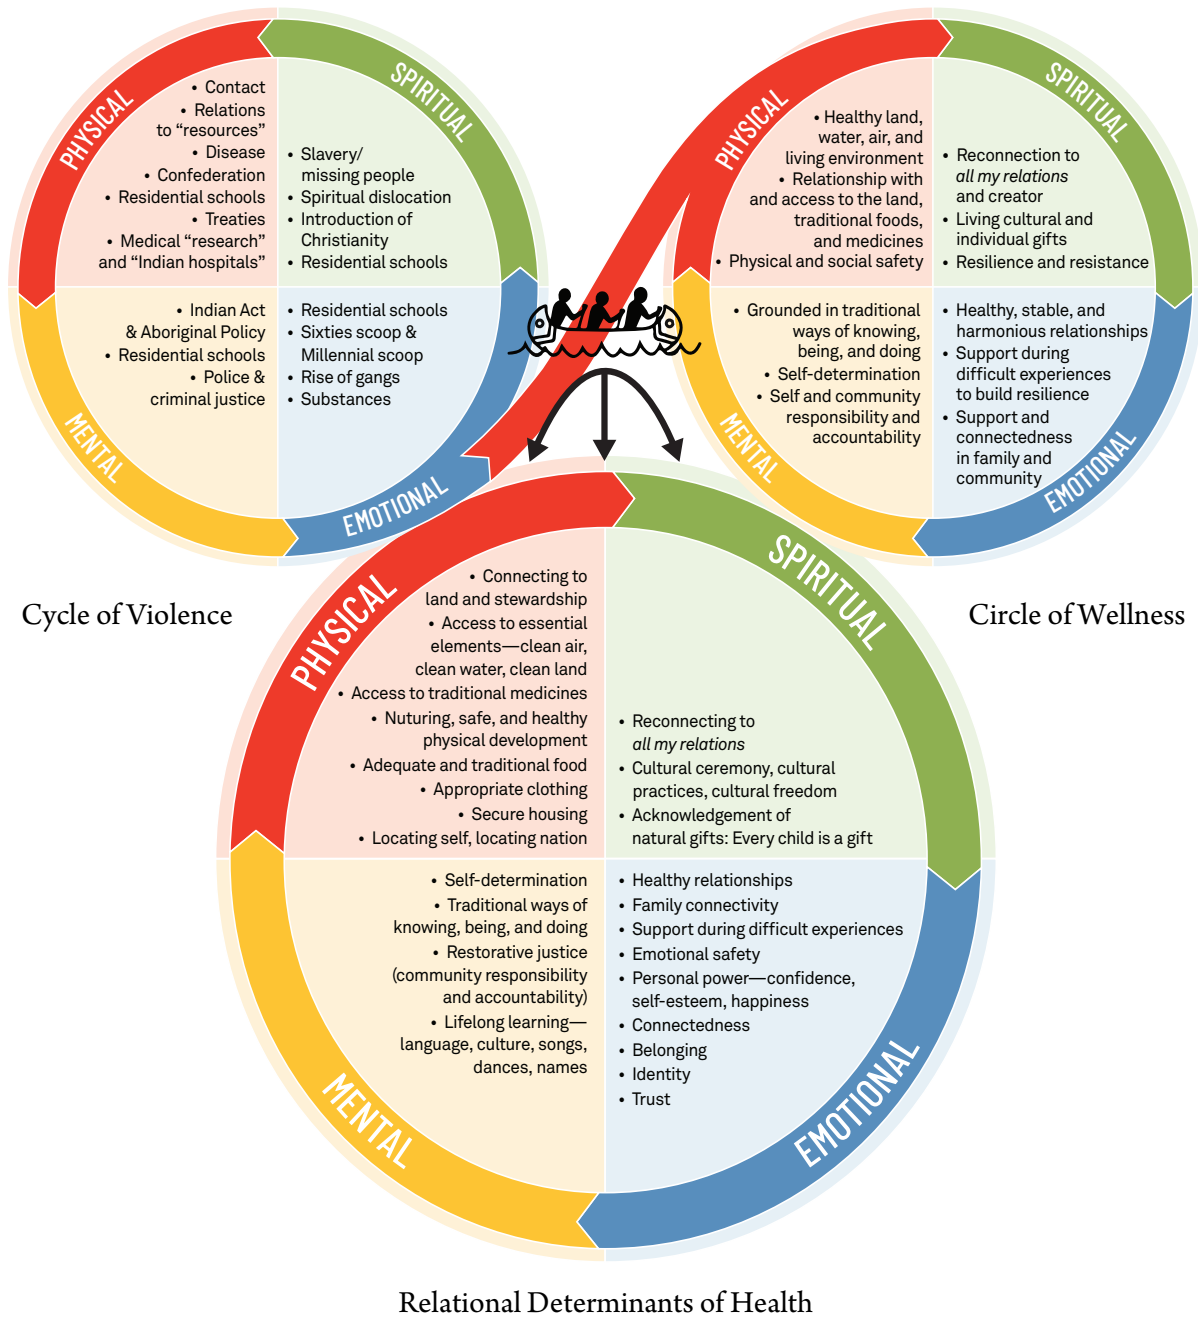 PHYSICAL
• Contact
• Relations
to “resources”
• Disease
• Confederation
• Residential schools
• Treaties
• Medical “research”
and “Indian hospitals”
SPIRITUAL
• Slavery/
missing people
• Spiritual dislocation
• Introduction of
Christianity
• Residential schools
MENTAL
• Indian Act
& Aboriginal Policy
• Residential schools
• Police &
criminal justice
EMOTIONAL
• Residential schools
• Sixties scoop &
Millennial scoop
• Rise of gangs
• Substances
Cycle of Violence
PHYSICAL
• Healthy land,
water, air, and
living environment
• Relationship with
and access to the land,
traditional foods,
and medicines
• Physical and social safety
SPIRITUAL
• Reconnection to
all my relations
and creator
• Living cultural and
individual gifts
• Resilience and resistance
MENTAL
• Grounded in traditional
ways of knowing,
being, and doing
• Self-determination
• Self and community
responsibility and
accountability
EMOTIONAL
• Healthy, stable, and
harmonious relationships
• Support during
difficult experiences
to build resilience
• Support and
connectedness
in family and
community
Circle of Wellness
PHYSICAL
• Connecting to
land and stewardship
• Access to essential
elements—clean air,
clean water, clean land
• Access to traditional medicines
• Nuturing, safe, and healthy
physical development
• Adequate and traditional food
• Appropriate clothing
• Secure housing
• Locating self, locating nation
SPIRITUAL
• Reconnecting to
all my relations
• Cultural ceremony, cultural
practices, cultural freedom
• Acknowledgement of
natural gifts: Every child is a gift
MENTAL
• Self-determination
• Traditional ways of
knowing, being, and doing
• Restorative justice
(community responsibility
and accountability)
• Lifelong learning—
language, culture, songs,
dances, names
EMOTIONAL
• Healthy relationships
• Family connectivity
• Support during difficult experiences
• Emotional safety
• Personal power—confidence,
self-esteem, happiness
• Connectedness
• Belonging
• Identity
• Trust
Relational Determinants of Health